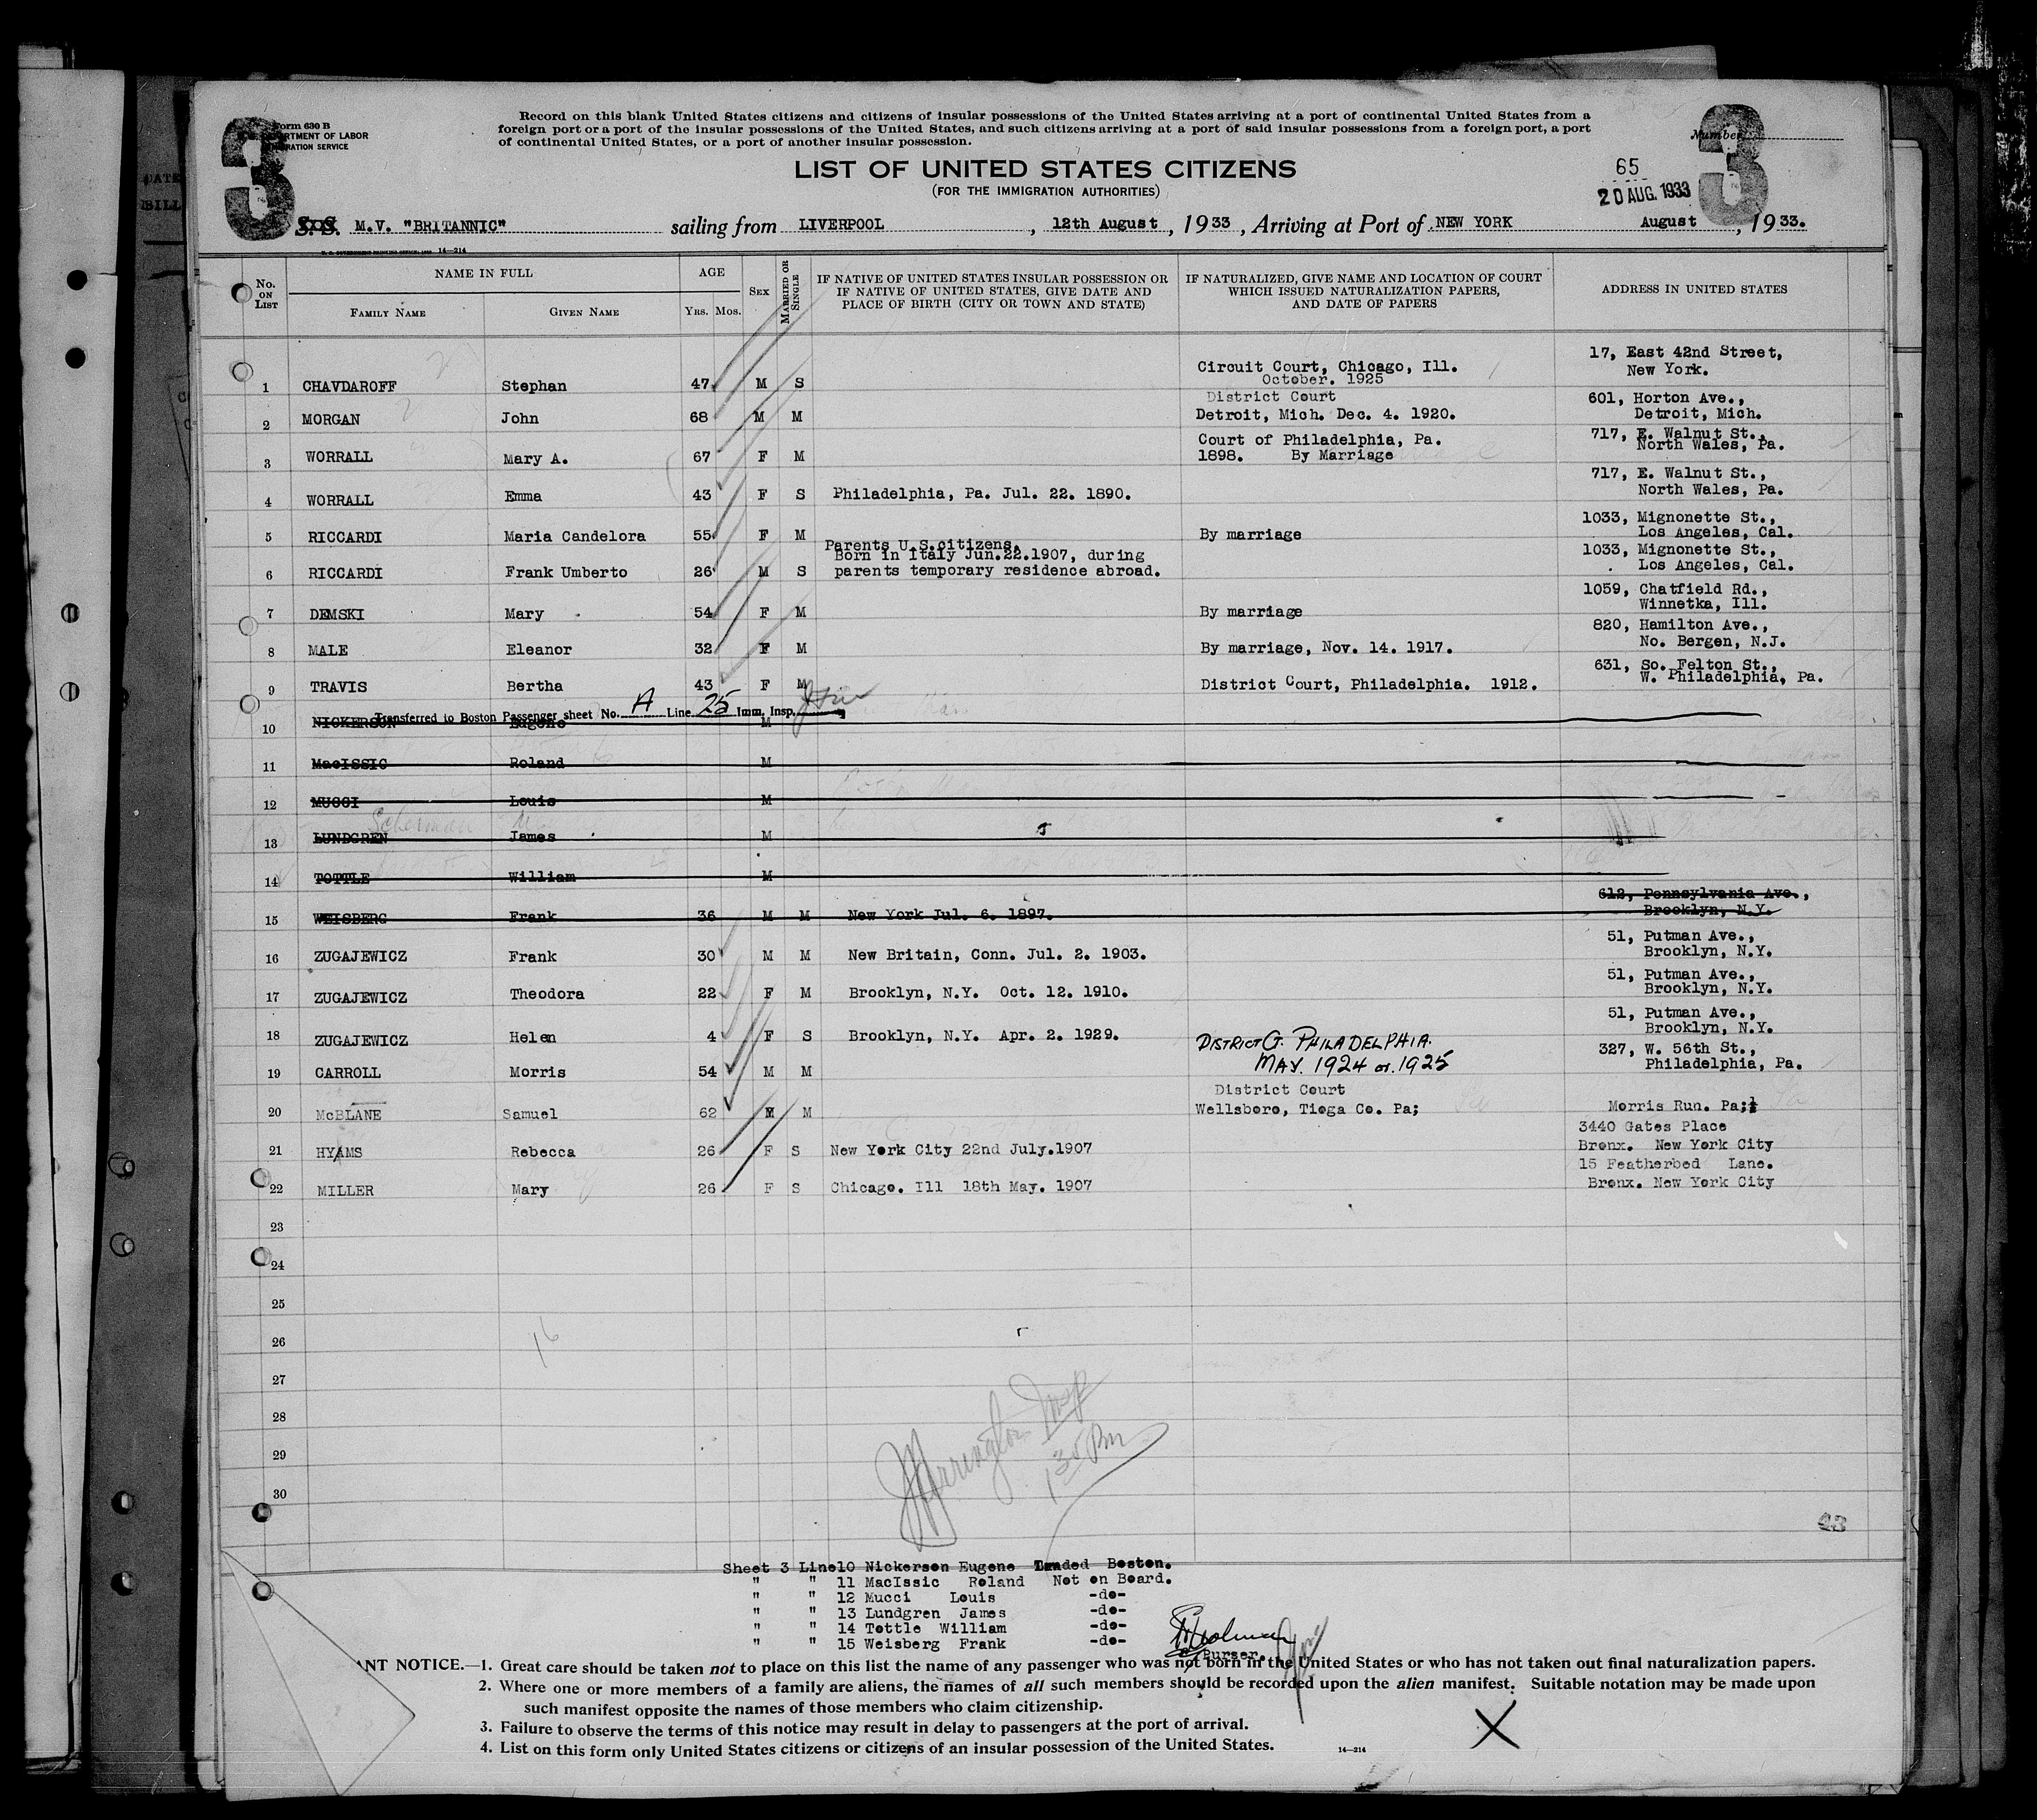 3
Form 630 B
DEPARTMENT OF LABOR
IMMIGRATION SERVICE
Record on this blank United States citizens and citizens of insular possessions of the United States arriving at a port of continental United States from a
foreign port or a port of the insular possessions of the United States, and such citizens arriving at a port of said insular possessions from a foreign port, a port
of continental United States, or a port of another insular possession.
Number
3
LIST OF UNITED STATES CITIZENS
(FOR THE IMMIGRATION AUTHORITIES)
65
20 AUG. 1933
S.S. M.V. "BRITANNIC" sailing from LIVERPOOL, 12th August, 1933, Arriving at Port of NEW YORK August, 1933.
14—214
No. ON LIST
NAME IN FULL
FAMILY NAME
GIVEN NAME
AGE
YRS. MOS.
SEX
MARRIED OR SINGLE
IF NATIVE OF UNITED STATES INSULAR POSSESSION OR
IF NATIVE OF UNITED STATES, GIVE DATE AND
PLACE OF BIRTH (CITY OR TOWN AND STATE)
IF NATURALIZED, GIVE NAME AND LOCATION OF COURT
WHICH ISSUED NATURALIZATION PAPERS,
AND DATE OF PAPERS
ADDRESS IN UNITED STATES
Circuit Court, Chicago, Ill. 17, East 42nd Street,
1 CHAVDAROFF Stephan 47 M S October. 1925 New York.
District Court 601, Horton Ave.,
2 MORGAN John 68 M M Detroit, Mich. Dec. 4. 1920. Detroit, Mich.
Court of Philadelphia, Pa. 717, E. Walnut St.,
3 WORRALL Mary A. 67 F M 1898. By Marriage North Wales, Pa.
717, E. Walnut St.,
4 WORRALL Emma 43 F S Philadelphia, Pa. Jul. 22. 1890. North Wales, Pa.
1033, Mignonette St.,
5 RICCARDI Maria Candelora 55 F M By marriage Los Angeles, Cal.
Parents U.S.citizens.
Born in Italy Jun.22.1907, during 1033, Mignonette St.,
6 RICCARDI Frank Umberto 26 M S parents temporary residence abroad. Los Angeles, Cal.
1059, Chatfield Rd.,
7 DEMSKI Mary 54 F M By marriage Winnetka, Ill.
820, Hamilton Ave.,
8 MALE Eleanor 32 F M By marriage, Nov. 14. 1917. No. Bergen, N.J.
631, So. Felton St.,
9 TRAVIS Bertha 43 F M District Court, Philadelphia. 1912. W. Philadelphia, Pa.
Transferred to Boston Passenger sheet No. A Line 25 Imm. Insp.
10 NICKERSON Eugene M
11 MacISSIC Roland M
12 MUCCI Louis M
13 LUNDGREN James M
14 TOTTLE William M
612, Pennsylvania Ave.,
15 WEISBERG Frank 36 M M New York Jul. 6. 1897. Brooklyn, N.Y.
51, Putman Ave.,
16 ZUGAJEWICZ Frank 30 M M New Britain, Conn. Jul. 2. 1903. Brooklyn, N.Y.
51, Putman Ave.,
17 ZUGAJEWICZ Theodora 22 F M Brooklyn, N.Y. Oct. 12. 1910. Brooklyn, N.Y.
51, Putman Ave.,
18 ZUGAJEWICZ Helen 4 F S Brooklyn, N.Y. Apr. 2. 1929. Brooklyn, N.Y.
DISTRICT Ct. PHILADELPHIA. 327, W. 56th St.,
19 CARROLL Morris 54 M M MAY. 1924 or. 1925 Philadelphia, Pa.
District Court
20 McBLANE Samuel 62 M M Wellsboro, Tioga Co. Pa; Morris Run. Pa;
3440 Gates Place
21 HYAMS Rebecca 26 F S New York City 22nd July.1907 Bronx. New York City
15 Featherbed Lane.
22 MILLER Mary 26 F S Chicago. Ill 18th May. 1907 Bronx. New York City
23
24
25
26
27
28
29
30
16
Insp
1 30 Pm
43
Sheet 3 Line10 Nickerson Eugene Landed Boston.
" " 11 MacIssic Roland Not on Board.
" " 12 Mucci Louis -do-
" " 13 Lundgren James -do-
" " 14 Tottle William -do-
" " 15 Weisberg Frank -do-
Purser.
ANT NOTICE.—1. Great care should be taken not to place on this list the name of any passenger who was not born in the United States or who has not taken out final naturalization papers.
2. Where one or more members of a family are aliens, the names of all such members should be recorded upon the alien manifest. Suitable notation may be made upon
such manifest opposite the names of those members who claim citizenship.
3. Failure to observe the terms of this notice may result in delay to passengers at the port of arrival.
4. List on this form only United States citizens or citizens of an insular possession of the United States.
14—214
X